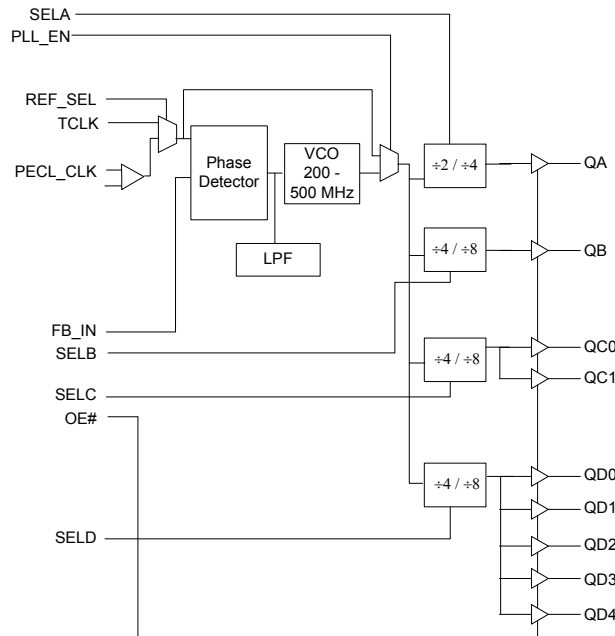 SELA
PLL_EN
REF_SEL
TCLK
PECL_CLK
Phase
Detector
VCO
200 -
500 MHz
LPF
÷2 / ÷4
QA
÷4 / ÷8
QB
FB_IN
SELB
÷4 / ÷8
QC0
QC1
SELC
OE#
÷4 / ÷8
QD0
QD1
QD2
QD3
QD4
SELD